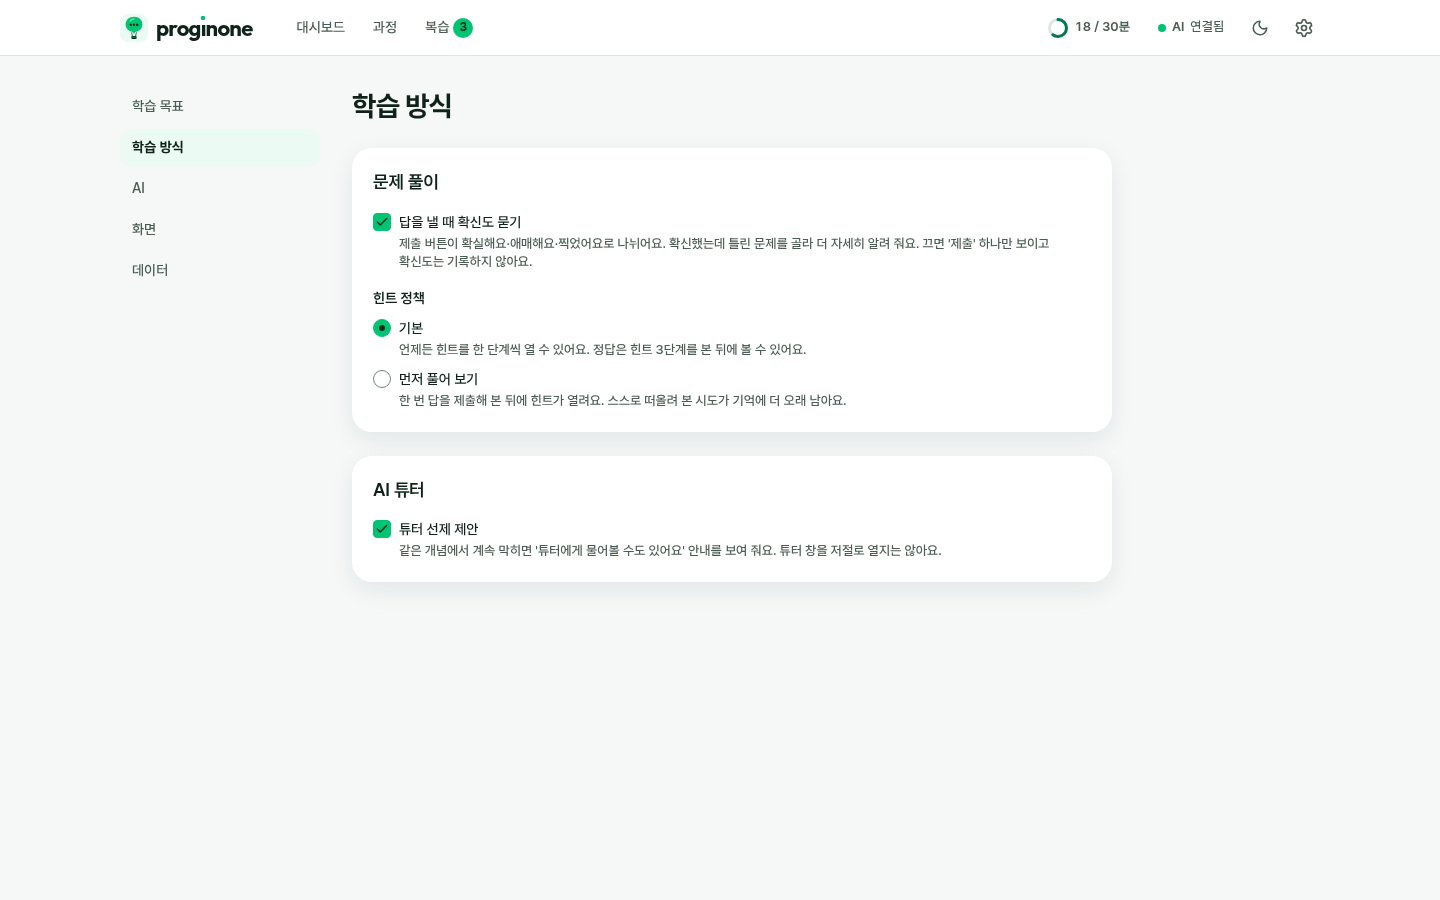 proginone
대시보드
과정
복습 3
18 / 30분
AI 연결됨
학습 목표
학습 방식
AI
화면
데이터
학습 방식
문제 풀이
답을 낼 때 확신도 묻기
제출 버튼이 확실해요·애매해요·찍었어요로 나뉘어요. 확신했는데 틀린 문제를 골라 더 자세히 알려 줘요. 끄면 '제출' 하나만 보이고
확신도는 기록하지 않아요.
힌트 정책
기본
언제든 힌트를 한 단계씩 열 수 있어요. 정답은 힌트 3단계를 본 뒤에 볼 수 있어요.
먼저 풀어 보기
한 번 답을 제출해 본 뒤에 힌트가 열려요. 스스로 떠올려 본 시도가 기억에 더 오래 남아요.
AI 튜터
튜터 선제 제안
같은 개념에서 계속 막히면 '튜터에게 물어볼 수도 있어요' 안내를 보여 줘요. 튜터 창을 저절로 열지는 않아요.